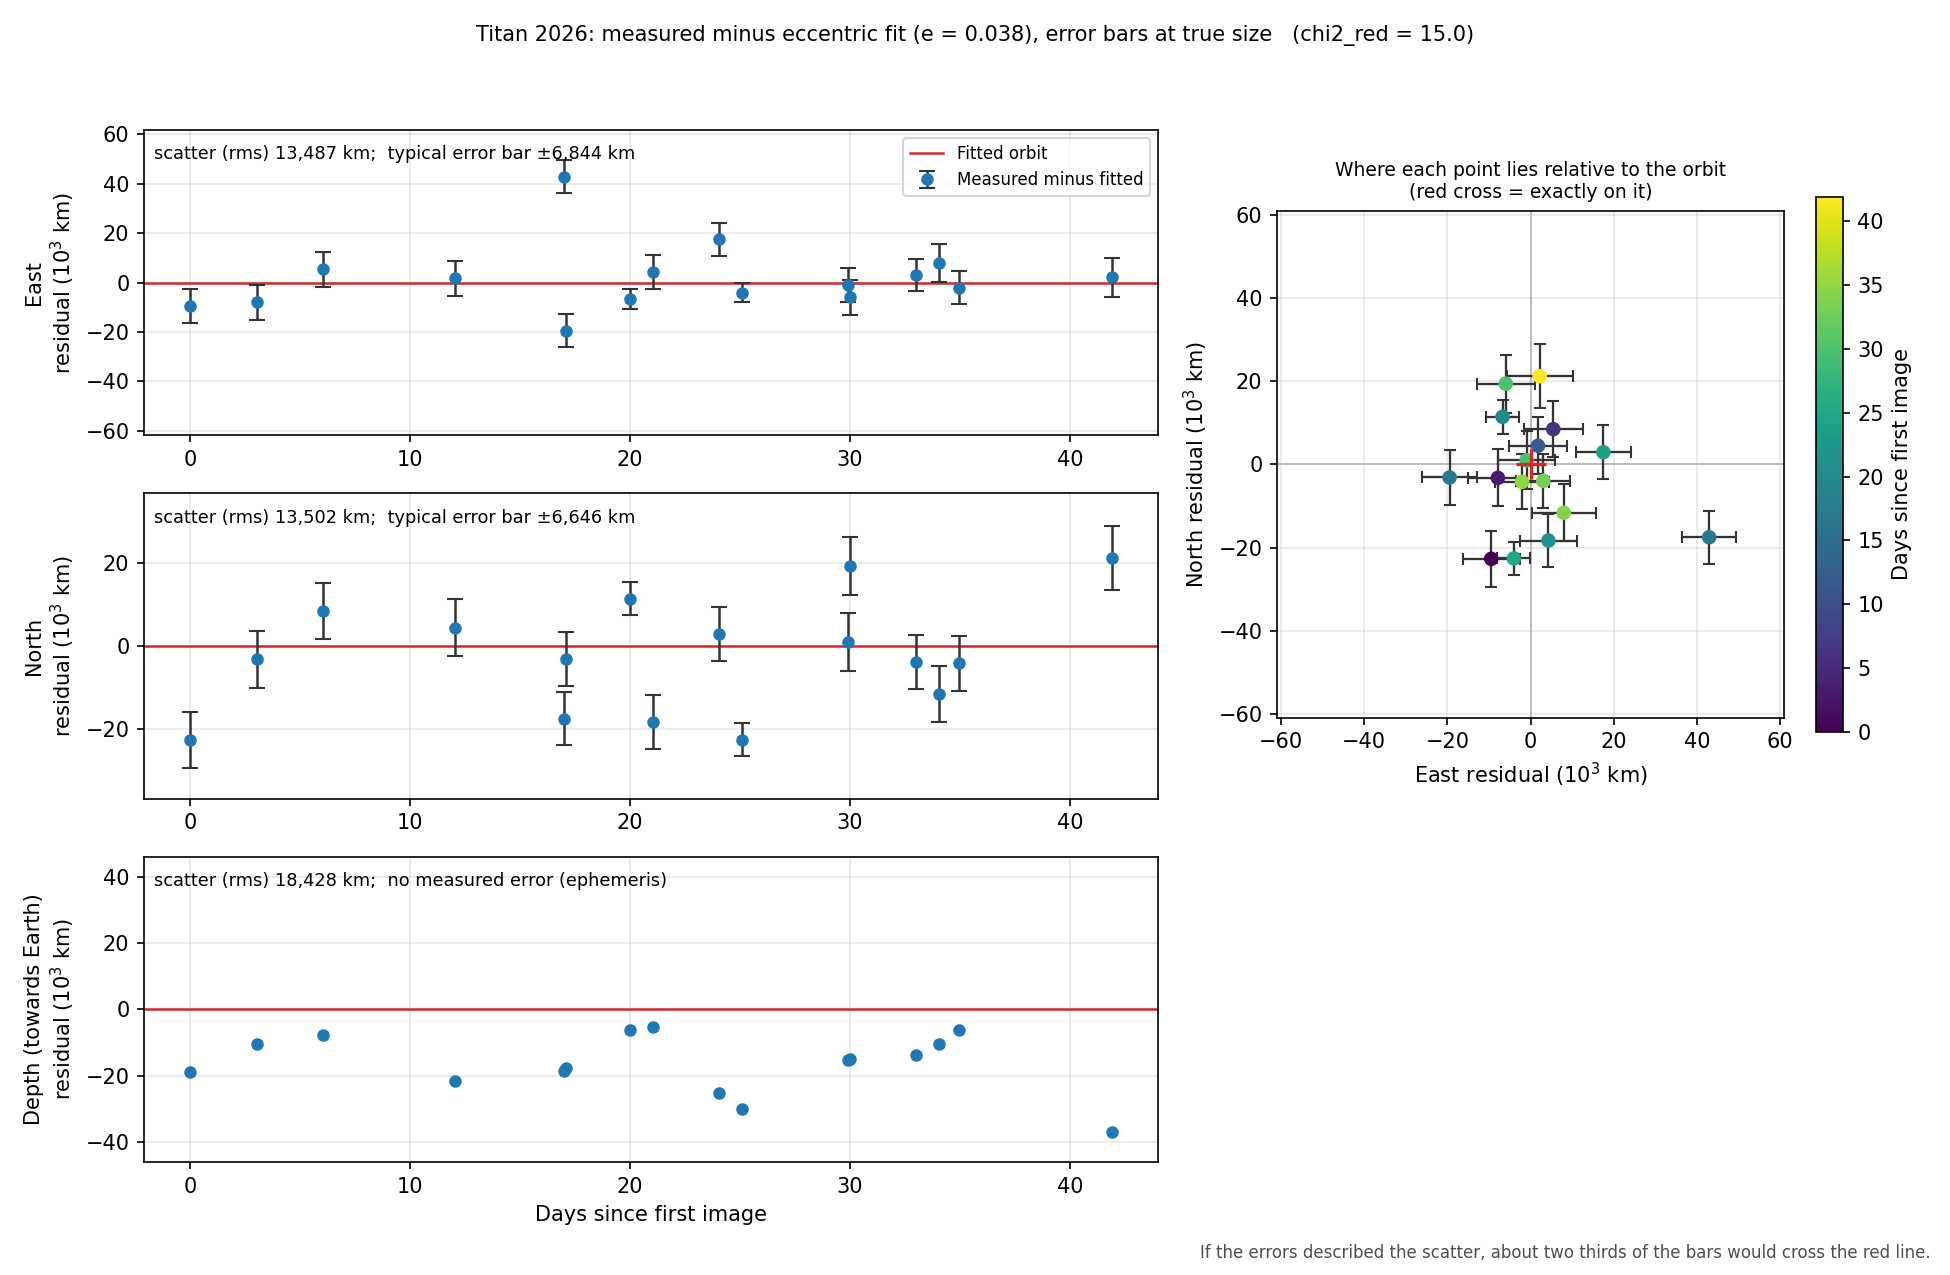 Titan 2026: measured minus eccentric fit (e = 0.038), error bars at true size   (chi2_red = 15.0)
East
residual (10³ km)
60
40
20
0
−20
−40
−60
scatter (rms) 13,487 km;  typical error bar ±6,844 km
Fitted orbit
Measured minus fitted
0
10
20
30
40
North
residual (10³ km)
20
0
−20
scatter (rms) 13,502 km;  typical error bar ±6,646 km
0
10
20
30
40
Depth (towards Earth)
residual (10³ km)
40
20
0
−20
−40
scatter (rms) 18,428 km;  no measured error (ephemeris)
0
10
20
30
40
Days since first image
Where each point lies relative to the orbit
(red cross = exactly on it)
North residual (10³ km)
60
40
20
0
−20
−40
−60
−60
−40
−20
0
20
40
60
East residual (10³ km)
40
35
30
25
20
15
10
5
0
Days since first image
If the errors described the scatter, about two thirds of the bars would cross the red line.